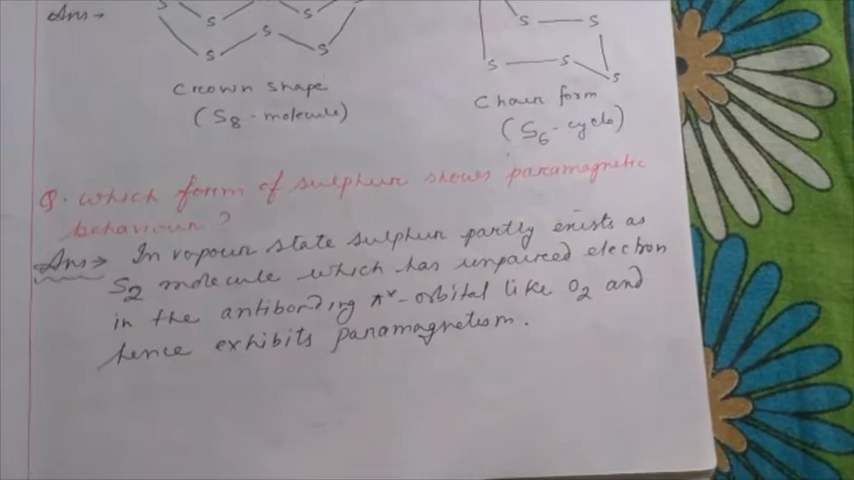 Ans→
S S
S S S S
S S
S S S S
Crown shape
(S8 - molecule)
Chair form
(S6 - cyclo)
Q. which form of sulphur shows paramagnetic
behaviour?
Ans→ In vapour state sulphur partly exists as
S2 molecule which has unpaired electron
in the antibonding π*-orbital like O2 and
hence exhibits paramagnetism.